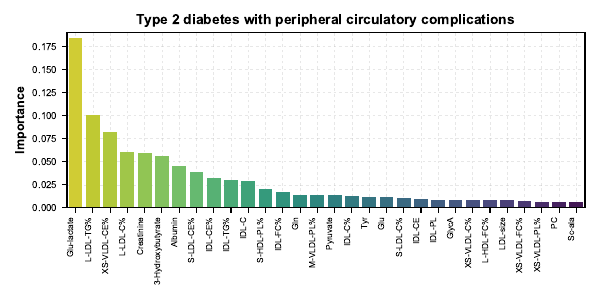 Type 2 diabetes with peripheral circulatory complications
Importance
0.175
0.150
0.125
0.100
0.075
0.050
0.025
0.000
Glu-lactate
L-LDL-TG%
XS-VLDL-CE%
L-LDL-C%
Creatinine
3-Hydroxybutyrate
Albumin
S-LDL-CE%
IDL-CE%
IDL-TG%
IDL-C
S-HDL-PL%
IDL-FC%
Gln
M-VLDL-PL%
Pyruvate
IDL-C%
Tyr
Glu
S-LDL-C%
IDL-CE
IDL-PL
GlycA
XS-VLDL-C%
L-HDL-FC%
LDL-size
XS-VLDL-FC%
XS-VLDL-PL%
PC
Sc-ala